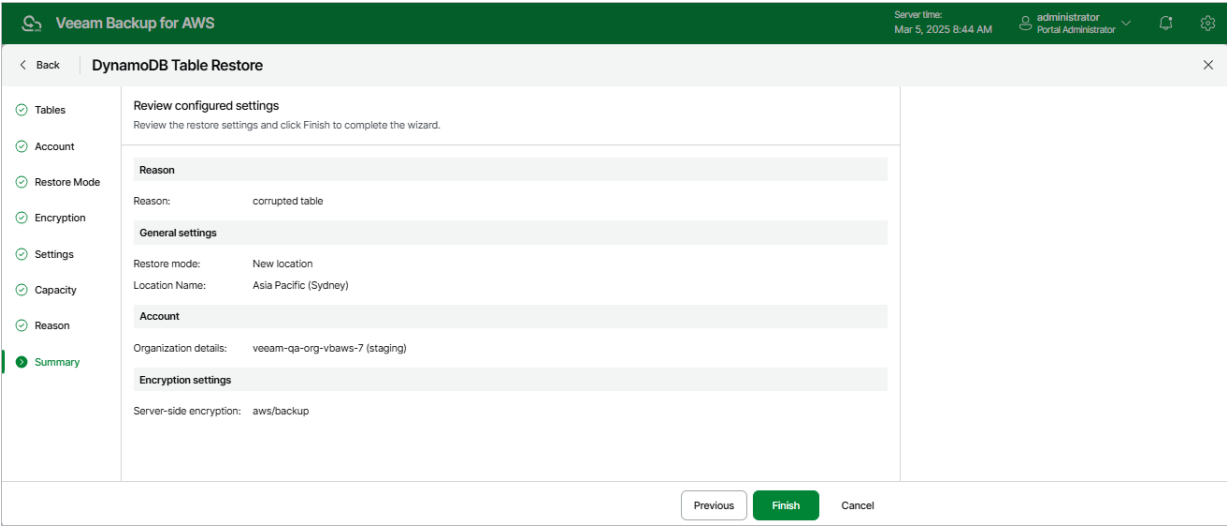 Veeam Backup for AWS
Server time:
Mar 5, 2025 8:44 AM
administrator
Portal Administrator
Back
DynamoDB Table Restore
Tables
Account
Restore Mode
Encryption
Settings
Capacity
Reason
Summary
Review configured settings
Review the restore settings and click Finish to complete the wizard.
Reason
Reason: corrupted table
General settings
Restore mode: New location
Location Name: Asia Pacific (Sydney)
Account
Organization details: veeam-qa-org-vbaws-7 (staging)
Encryption settings
Server-side encryption: aws/backup
Previous Finish Cancel